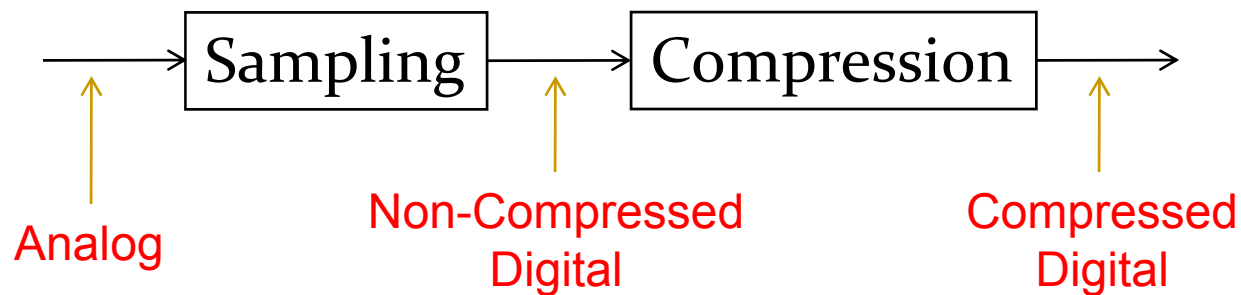 Sampling
Compression
Analog
Non-Compressed
Digital
Compressed
Digital